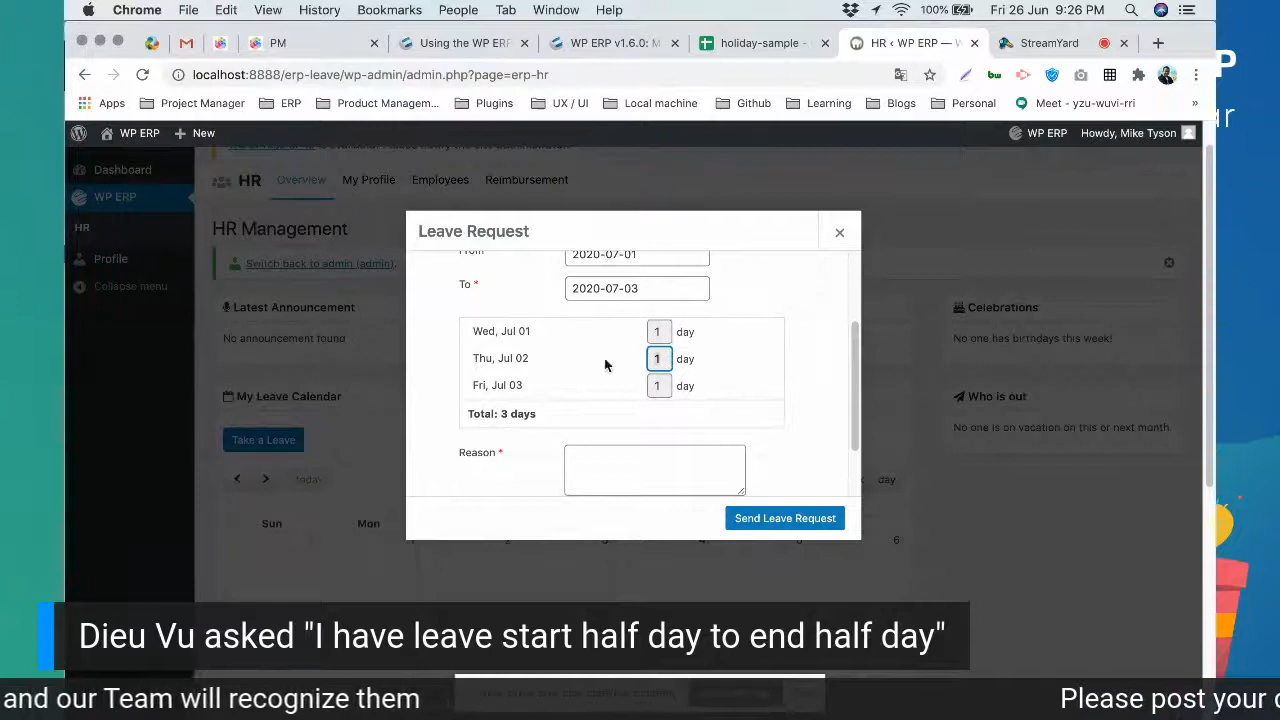 Chrome File Edit View History Bookmarks People Tab Window Help 100% Fri 26 Jun 9:26 PM
PM Using the WP ERP WP ERP v1.6.0: M holiday-sample - HR ‹ WP ERP — W StreamYard
localhost:8888/erp-leave/wp-admin/admin.php?page=erp-hr
Apps Project Manager ERP Product Managem... Plugins UX / UI Local machine Github Learning Blogs Personal Meet - yzu-wuvi-rri »
WP ERP New WP ERP Howdy, Mike Tyson
Dashboard
WP ERP
HR
Profile
Collapse menu
HR Overview My Profile Employees Reimbursement
HR Management
Switch back to admin (admin).
Latest Announcement
No announcement found
My Leave Calendar
Take a Leave
today
day
Sun Mon
6
Celebrations
No one has birthdays this week!
Who is out
No one is on vacation on this or next month.
Leave Request
From 2020-07-01
To * 2020-07-03
Wed, Jul 01 1 day
Thu, Jul 02 1 day
Fri, Jul 03 1 day
Total: 3 days
Reason *
Send Leave Request
Dieu Vu asked "I have leave start half day to end half day"
and our Team will recognize them Please post your